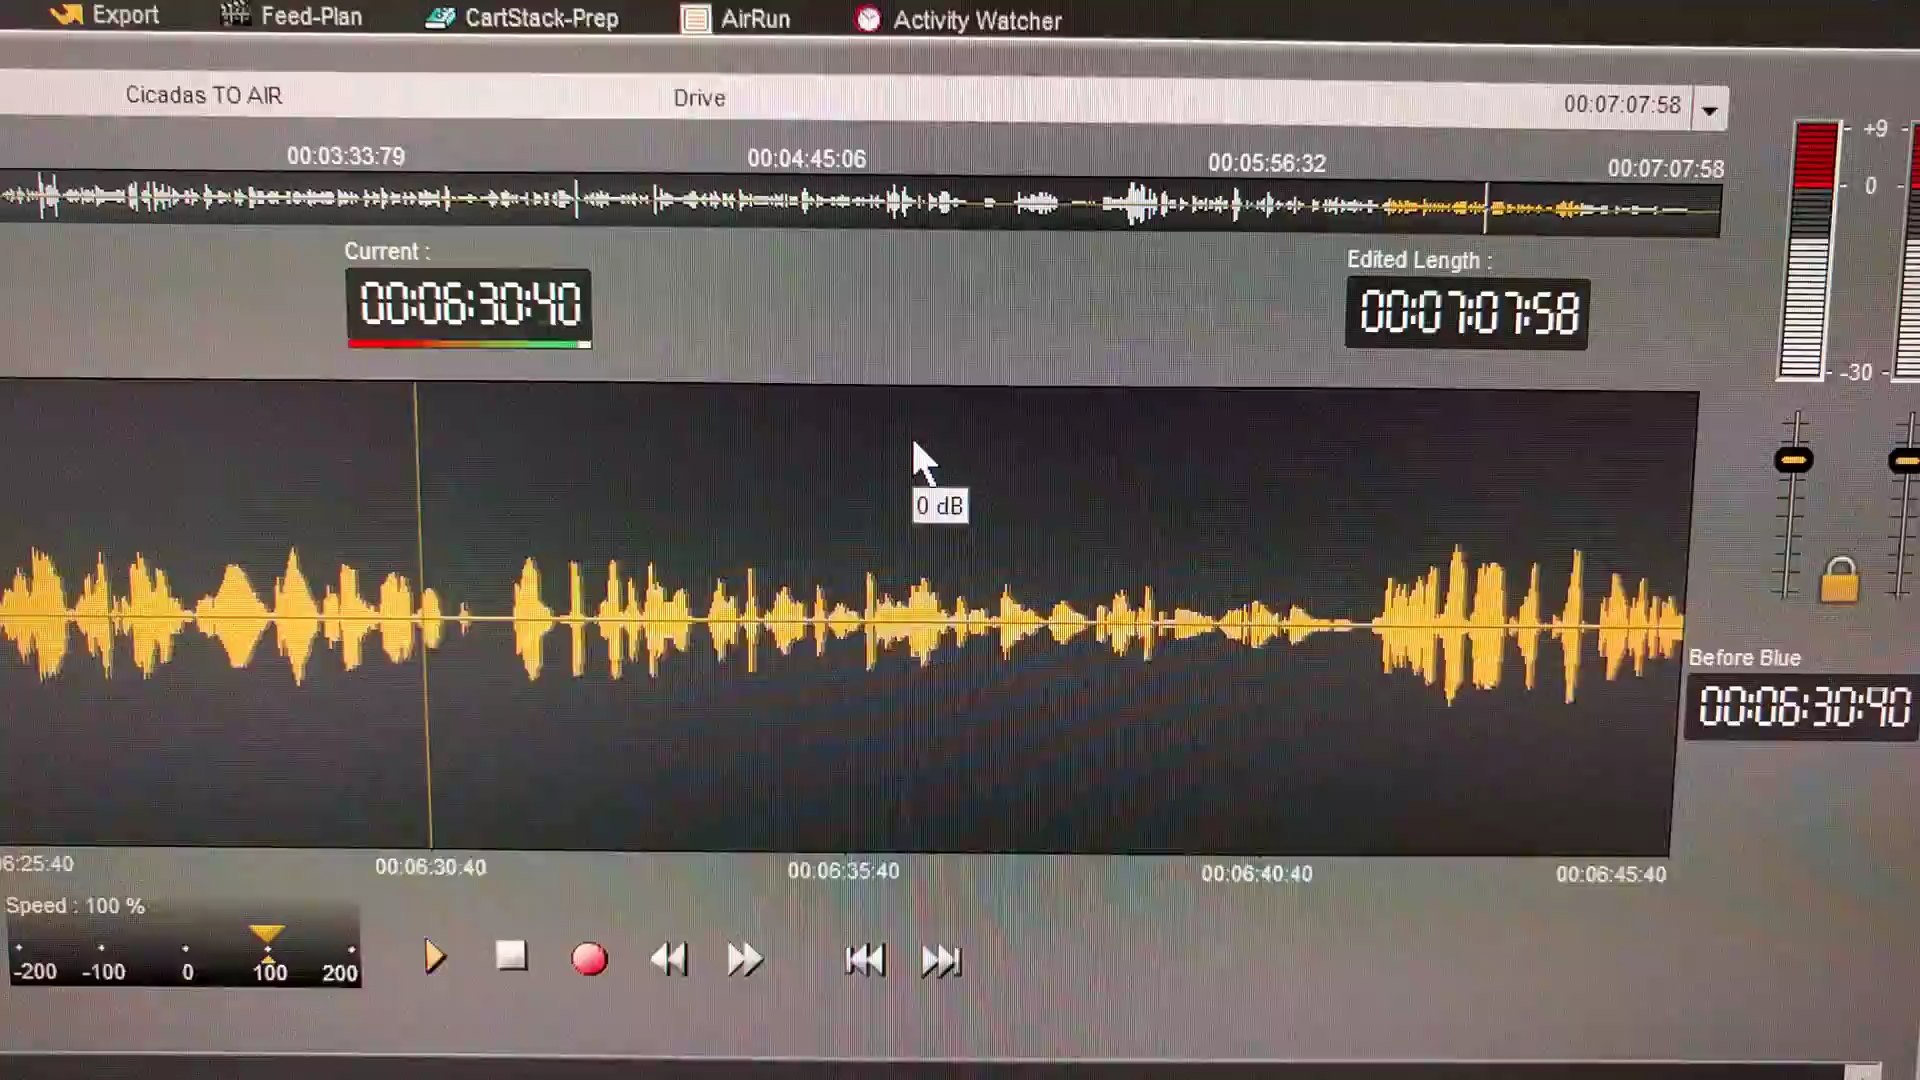 Export Feed-Plan CartStack-Prep AirRun Activity Watcher
Cicadas TO AIR Drive 00:07:07:58
+9
00:03:33:79 00:04:45:06 00:05:56:32 00:07:07:58
0
Current : Edited Length :
00:06:30:40 00:07:07:58
-30
0 dB
Before Blue
00:06:30:40
6:25:40 00:06:30:40 00:06:35:40 00:06:40:40 00:06:45:40
Speed : 100 %
-200 -100 0 100 200